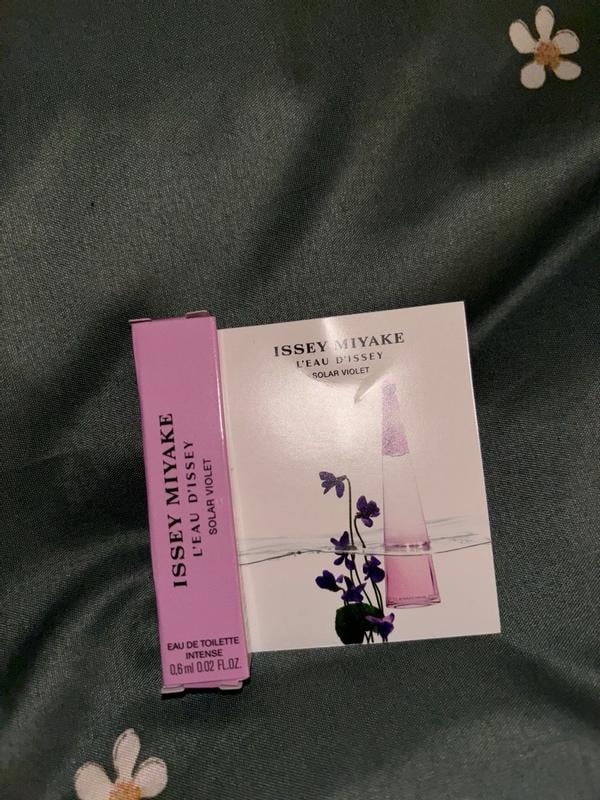 ISSEY MIYAKE
L'EAU D'ISSEY
SOLAR VIOLET
EAU DE TOILETTE
INTENSE
0,6 ml 0.02 FL.OZ.
ISSEY MIYAKE
L'EAU D'ISSEY
SOLAR VIOLET